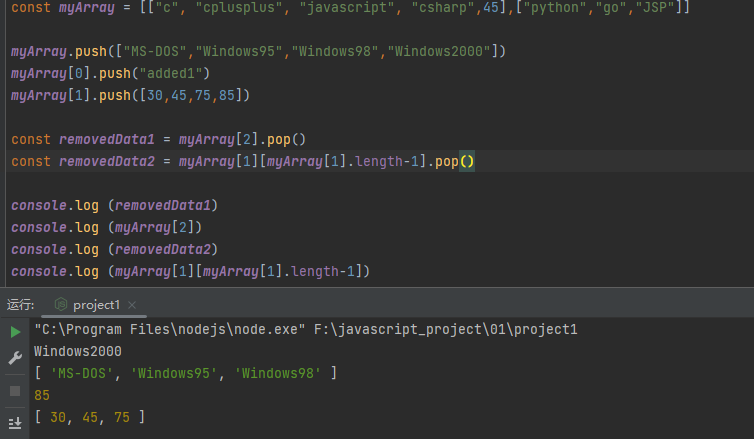 const myArray = [["c", "cplusplus", "javascript", "csharp",45],["python","go","JSP"]]
myArray.push(["MS-DOS","Windows95","Windows98","Windows2000"])
myArray[0].push("added1")
myArray[1].push([30,45,75,85])
const removedData1 = myArray[2].pop()
const removedData2 = myArray[1][myArray[1].length-1].pop()
console.log (removedData1)
console.log (myArray[2])
console.log (removedData2)
console.log (myArray[1][myArray[1].length-1])
运行: project1 ×
"C:\Program Files\nodejs\node.exe" F:\javascript_project\01\project1
Windows2000
[ 'MS-DOS', 'Windows95', 'Windows98' ]
85
[ 30, 45, 75 ]